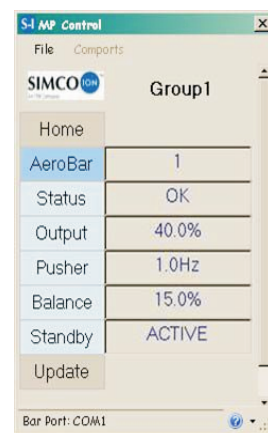 S-I MP Control
File Comports
SIMCO ION
Group1
Home
AeroBar 1
Status OK
Output 40.0%
Pusher 1.0Hz
Balance 15.0%
Standby ACTIVE
Update
Bar Port: COM1